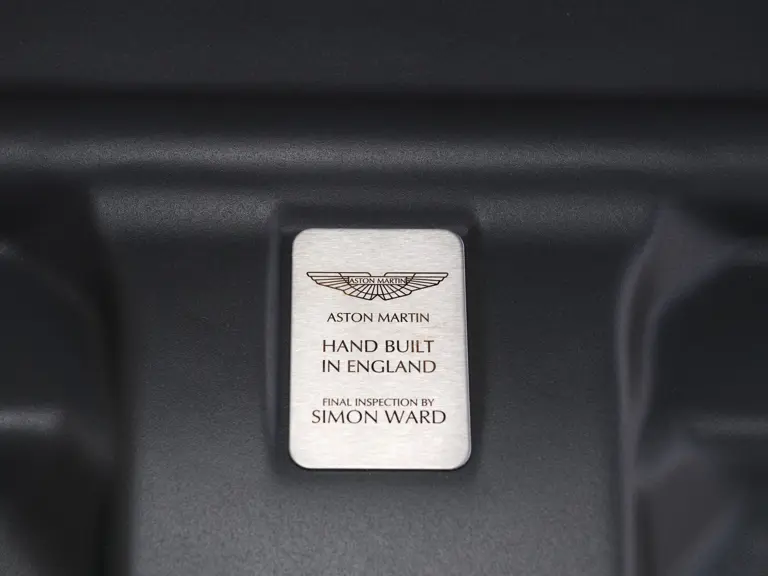 ASTON MARTIN
ASTON MARTIN
HAND BUILT
IN ENGLAND
FINAL INSPECTION BY
SIMON WARD